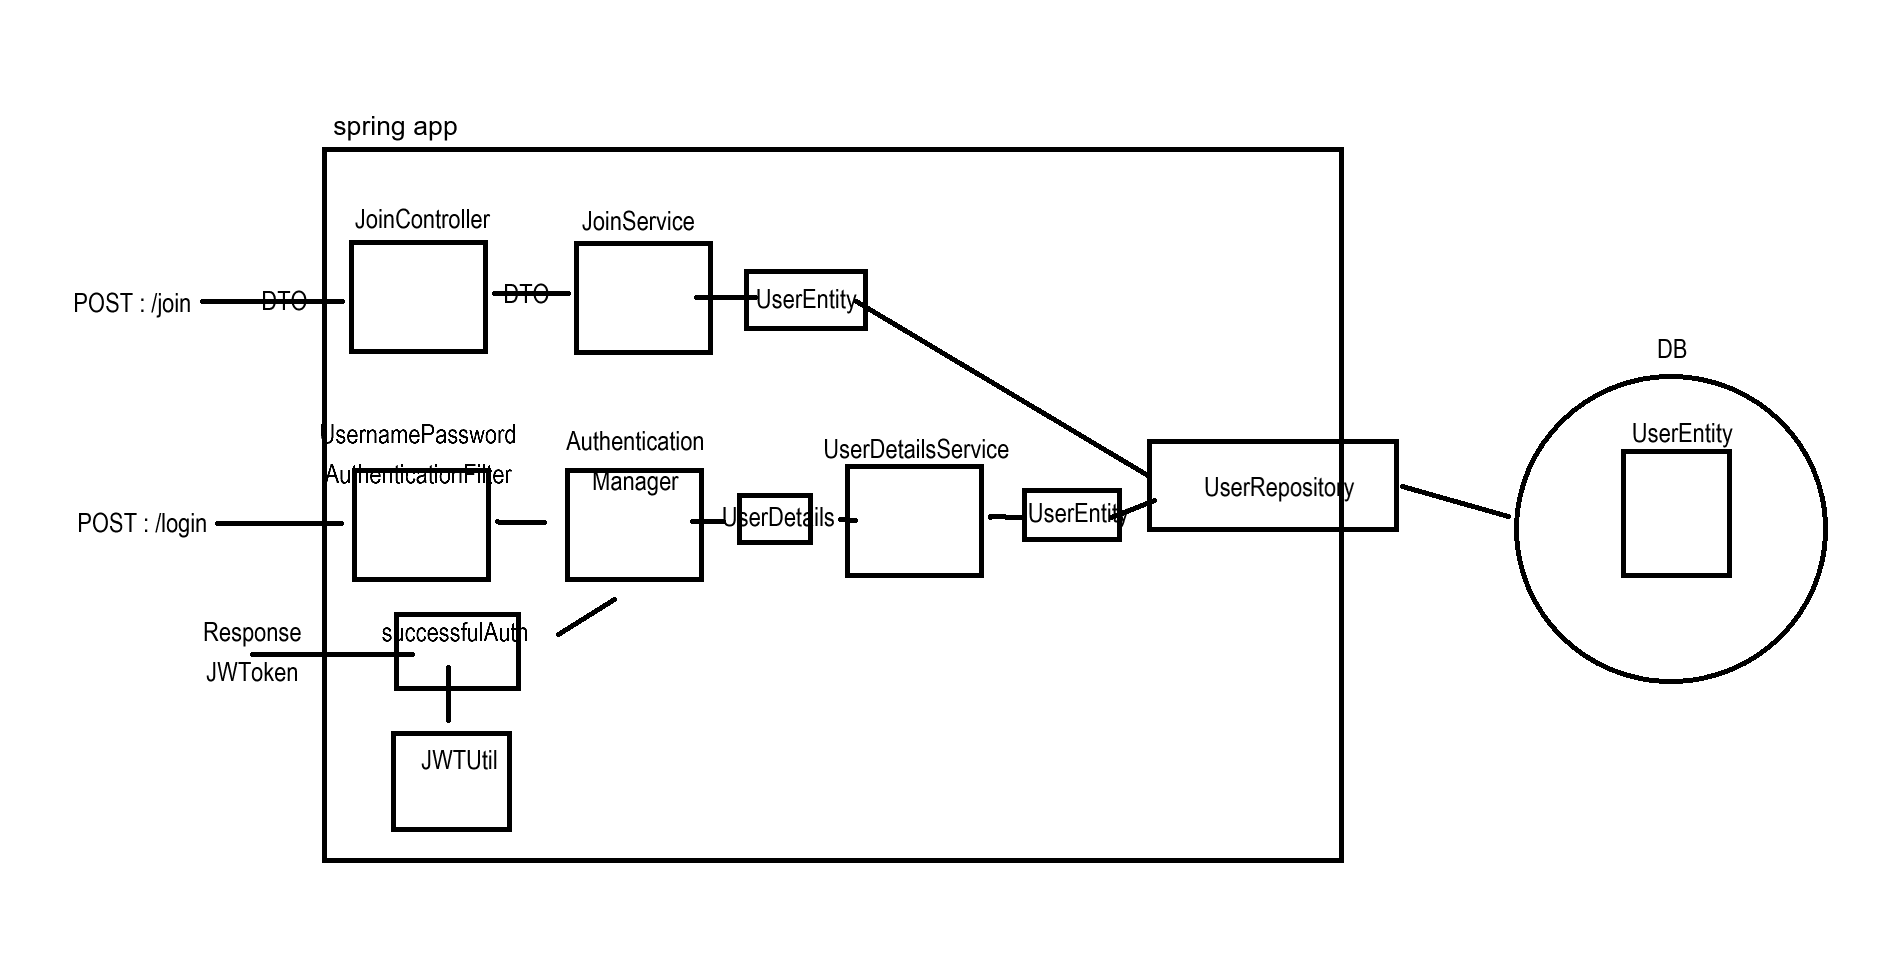 spring app
JoinController
JoinService
POST : /join
DTO
DTO
UserEntity
DB
UserEntity
UsernamePassword
AuthenticationFilter
Authentication
Manager
UserDetailsService
UserRepository
POST : /login
UserDetails
UserEntity
Response
JWToken
successfulAuth
JWTUtil